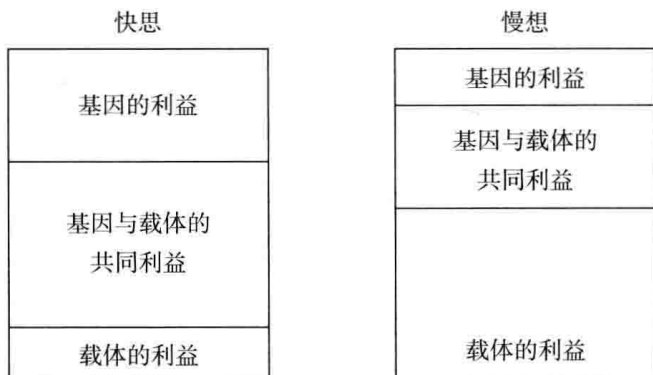 快思
基因的利益
基因与载体的
共同利益
载体的利益
慢想
基因的利益
基因与载体的
共同利益
载体的利益